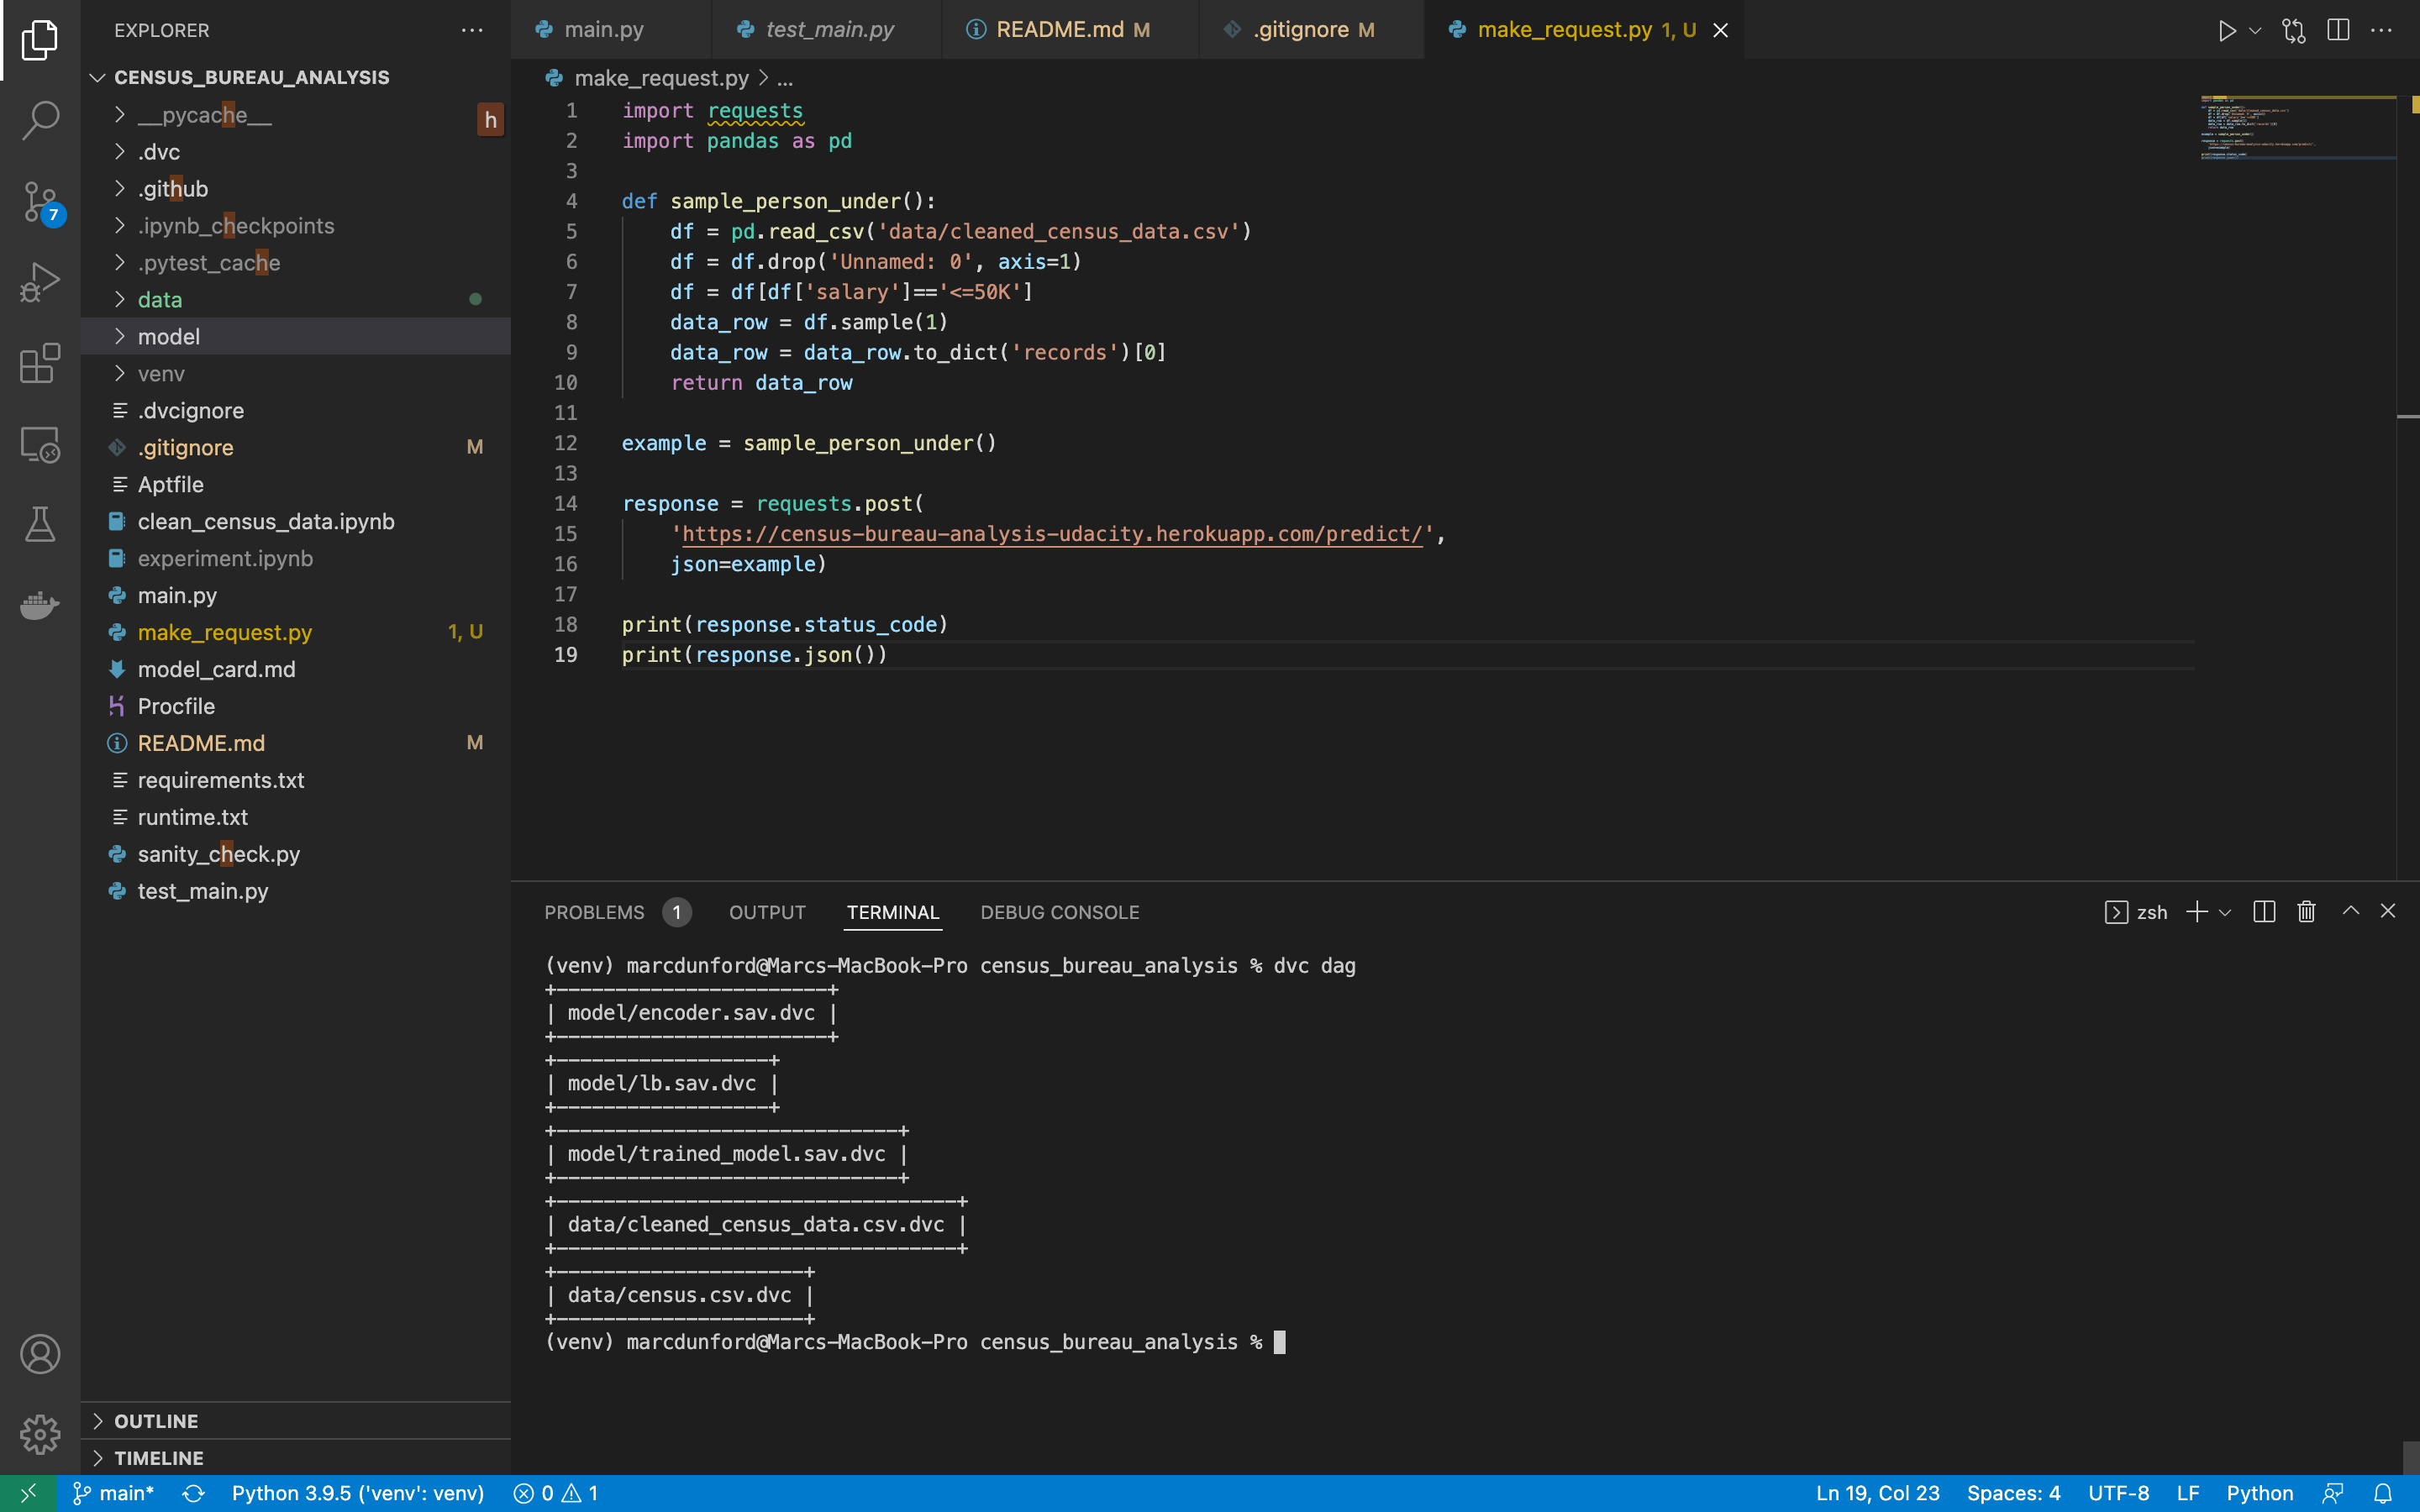 EXPLORER
CENSUS_BUREAU_ANALYSIS
__pycache__
h
.dvc
.github
.ipynb_checkpoints
.pytest_cache
data
model
venv
.dvcignore
.gitignore M
Aptfile
clean_census_data.ipynb
experiment.ipynb
main.py
make_request.py 1, U
model_card.md
Procfile
README.md M
requirements.txt
runtime.txt
sanity_check.py
test_main.py
OUTLINE
TIMELINE
7
main.py test_main.py README.md M .gitignore M make_request.py 1, U
make_request.py > ...
1 import requests
2 import pandas as pd
3
4 def sample_person_under():
5 df = pd.read_csv('data/cleaned_census_data.csv')
6 df = df.drop('Unnamed: 0', axis=1)
7 df = df[df['salary']=='<=50K']
8 data_row = df.sample(1)
9 data_row = data_row.to_dict('records')[0]
10 return data_row
11
12 example = sample_person_under()
13
14 response = requests.post(
15 'https://census-bureau-analysis-udacity.herokuapp.com/predict/',
16 json=example)
17
18 print(response.status_code)
19 print(response.json())
PROBLEMS 1 OUTPUT TERMINAL DEBUG CONSOLE
zsh
(venv) marcdunford@Marcs-MacBook-Pro census_bureau_analysis % dvc dag
+-----------------------+
| model/encoder.sav.dvc |
+-----------------------+
+------------------+
| model/lb.sav.dvc |
+------------------+
+-----------------------------+
| model/trained_model.sav.dvc |
+-----------------------------+
+----------------------------------+
| data/cleaned_census_data.csv.dvc |
+----------------------------------+
+---------------------+
| data/census.csv.dvc |
+---------------------+
(venv) marcdunford@Marcs-MacBook-Pro census_bureau_analysis %
main* Python 3.9.5 ('venv': venv) 0 1 Ln 19, Col 23 Spaces: 4 UTF-8 LF Python